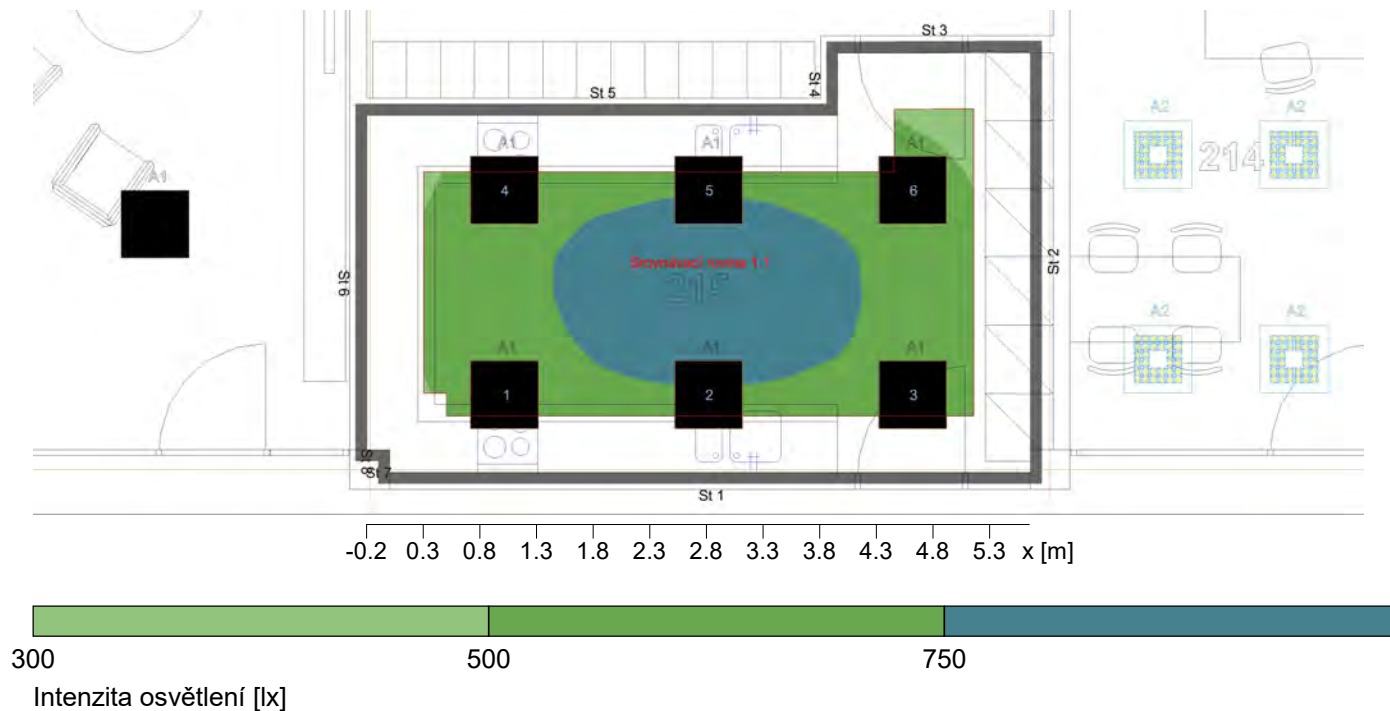 St 3
St 5
St 4
A1
A1
A1
A1
4
5
6
A2
A2
214
Srovnávací rovina 1.1
215
St 6
St 2
A2
A2
A1
A1
A1
1
2
3
St 8
St 7
St 1
-0.2 0.3 0.8 1.3 1.8 2.3 2.8 3.3 3.8 4.3 4.8 5.3 x [m]
300 500 750
Intenzita osvětlení [lx]